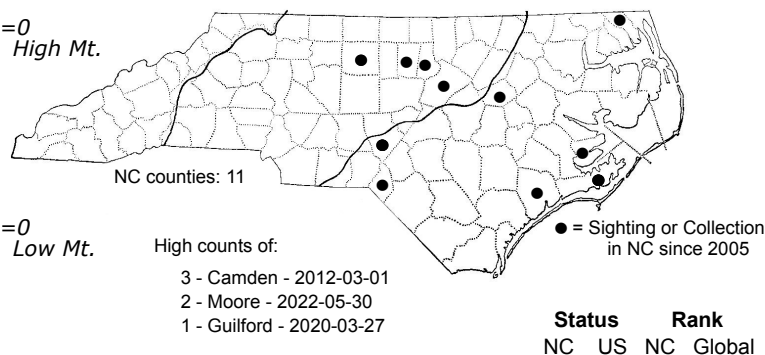 =0
High Mt.
NC counties: 11
=0
Low Mt.
High counts of:
3 - Camden - 2012-03-01
2 - Moore - 2022-05-30
1 - Guilford - 2020-03-27
● = Sighting or Collection
in NC since 2005
Status Rank
NC US NC Global